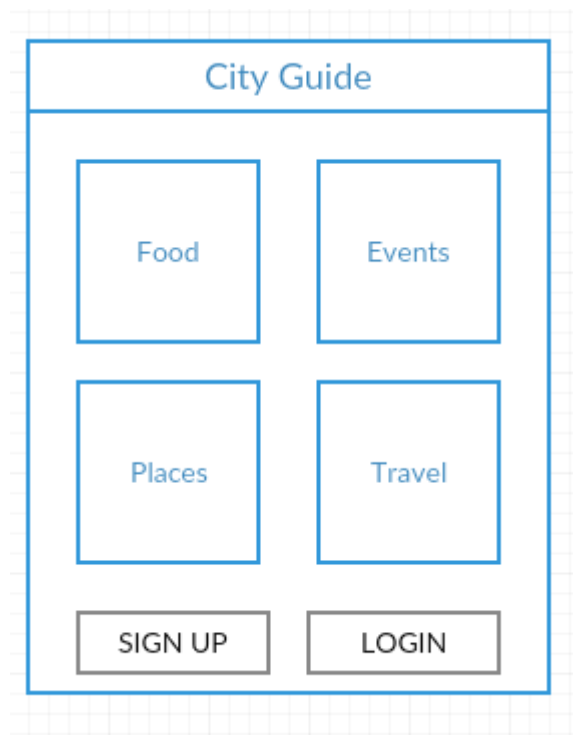 City Guide
Food
Events
Places
Travel
SIGN UP
LOGIN